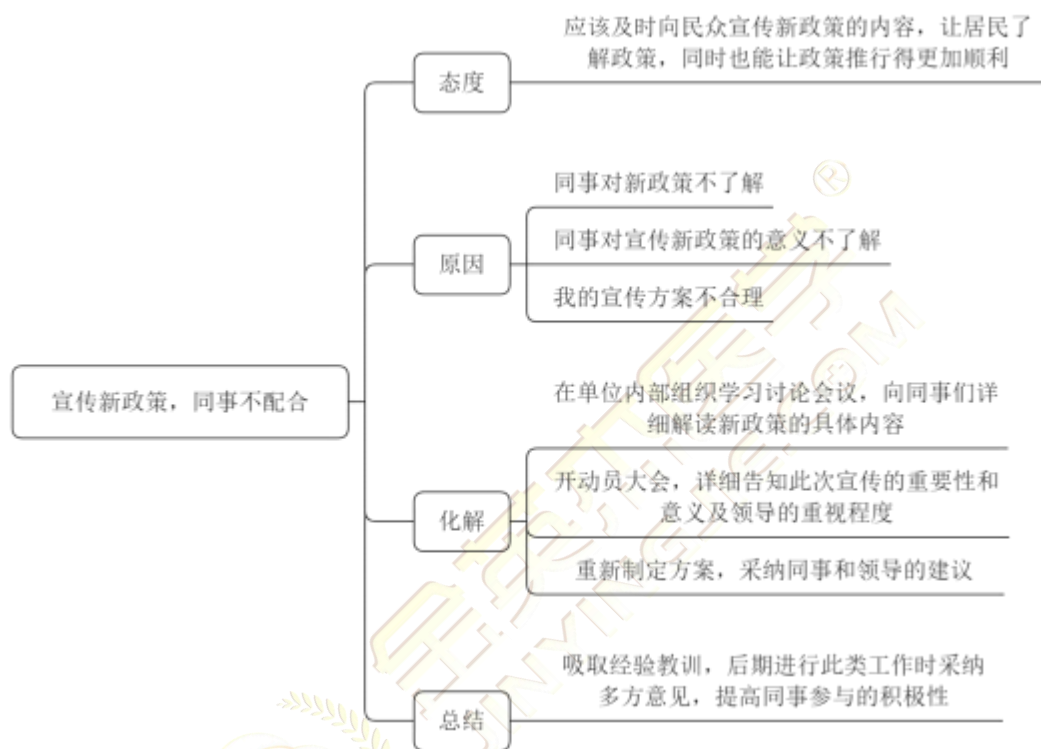 应该及时向民众宣传新政策的内容，让居民了
解政策，同时也能让政策推行得更加顺利
态度
同事对新政策不了解
同事对宣传新政策的意义不了解
原因
我的宣传方案不合理
宣传新政策，同事不配合
在单位内部组织学习讨论会议，向同事们详
细解读新政策的具体内容
开动员大会，详细告知此次宣传的重要性和
意义及领导的重视程度
化解
重新制定方案，采纳同事和领导的建议
吸取经验教训，后期进行此类工作时采纳
多方意见，提高同事参与的积极性
总结
金英杰医学
JINYINGJIE.COM
®